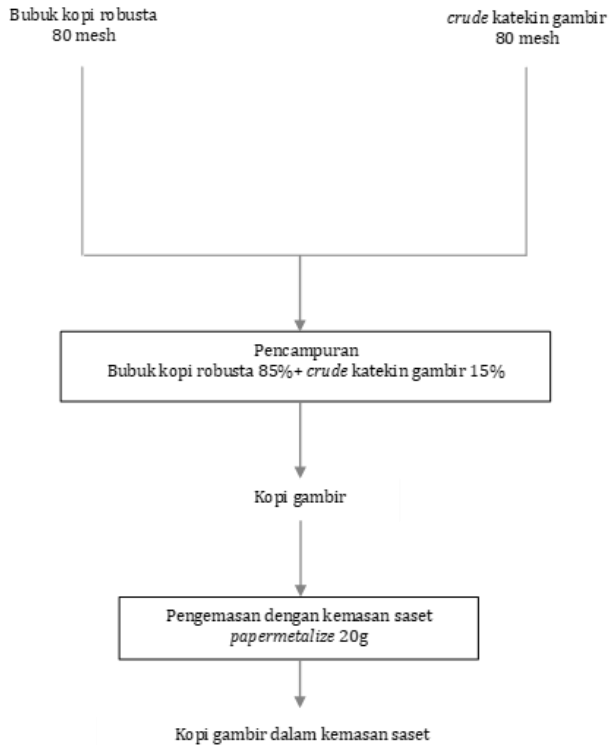 Bubuk kopi robusta
80 mesh
crude katekin gambir
80 mesh
Pencampuran
Bubuk kopi robusta 85%+ crude katekin gambir 15%
Kopi gambir
Pengemasan dengan kemasan saset
papermetalize 20g
Kopi gambir dalam kemasan saset